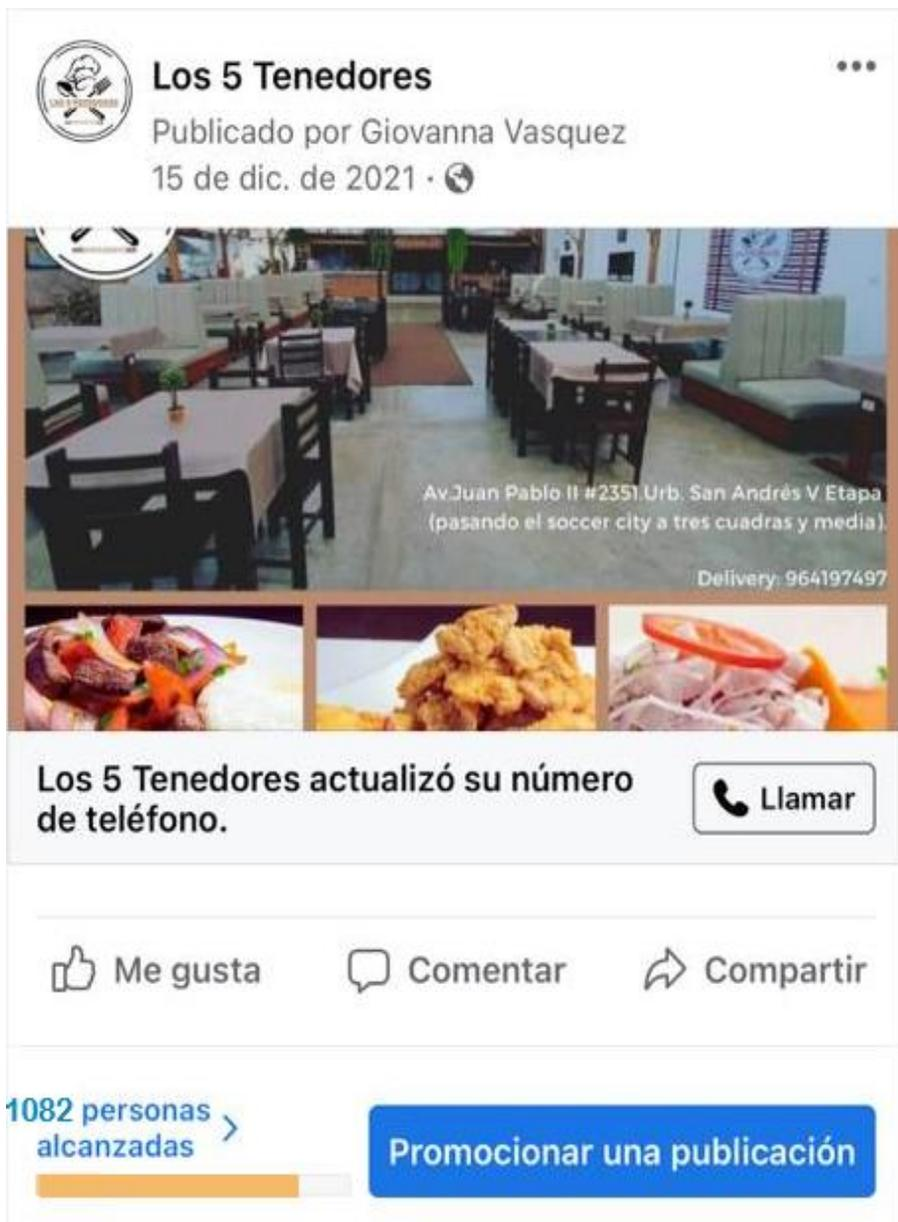 Los 5 Tenedores
Publicado por Giovanna Vasquez
15 de dic. de 2021 ·
Av.Juan Pablo II #2351.Urb. San Andrés V Etapa
(pasando el soccer city a tres cuadras y media).
Delivery: 964197497
Los 5 Tenedores actualizó su número
de teléfono.
Llamar
Me gusta
Comentar
Compartir
1082 personas
alcanzadas
Promocionar una publicación